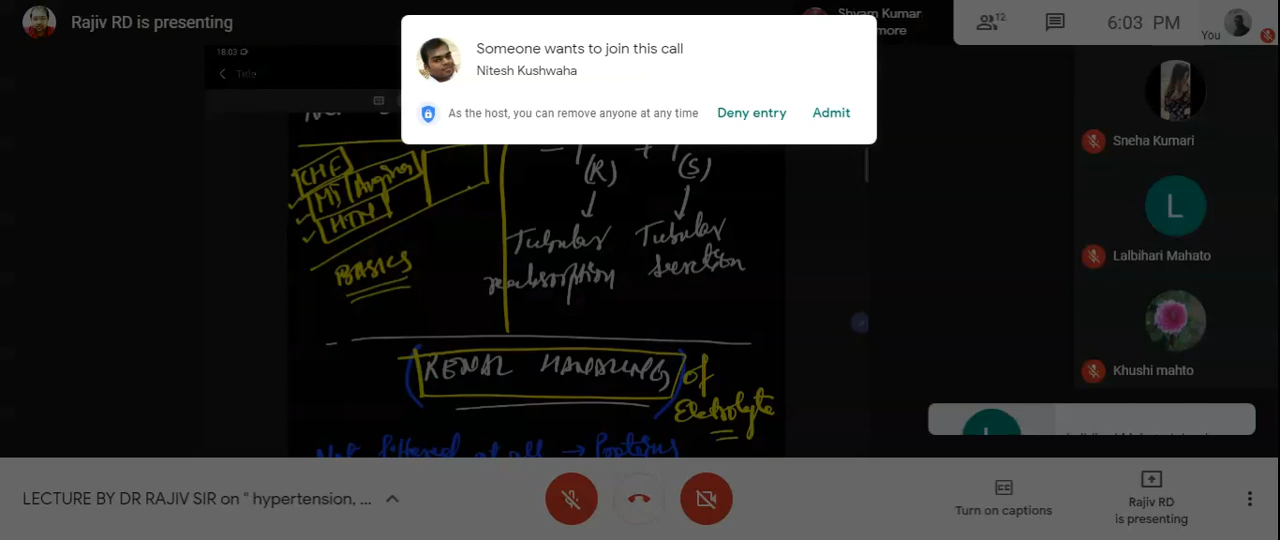 Rajiv RD is presenting
Someone wants to join this call
Nitesh Kushwaha
As the host, you can remove anyone at any time
Deny entry
Admit
Shyam Kumar
more
12
6:03 PM
You
18:03
Title
CHF
MI Angina
HTN
BASICS
= T(R) + T(S)
Tubular
reabsorption
Tubular
secretion
RENAL HANDLING
of
Eletrolyte
Not filtered at all → Proteins
Sneha Kumari
L
Lalbihari Mahato
Khushi mahto
LECTURE BY DR RAJIV SIR on " hypertension, ...
CC
Turn on captions
Rajiv RD
is presenting